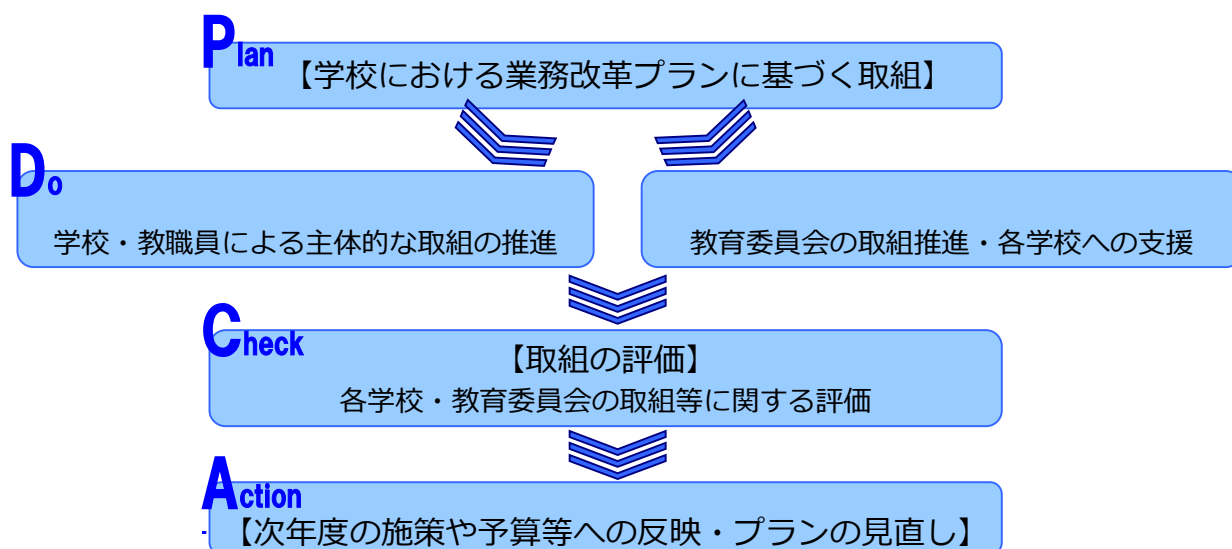 Plan
【学校における業務改革プランに基づく取組】
Do
学校・教職員による主体的な取組の推進
教育委員会の取組推進・各学校への支援
Check
【取組の評価】
各学校・教育委員会の取組等に関する評価
Action
【次年度の施策や予算等への反映・プランの見直し】